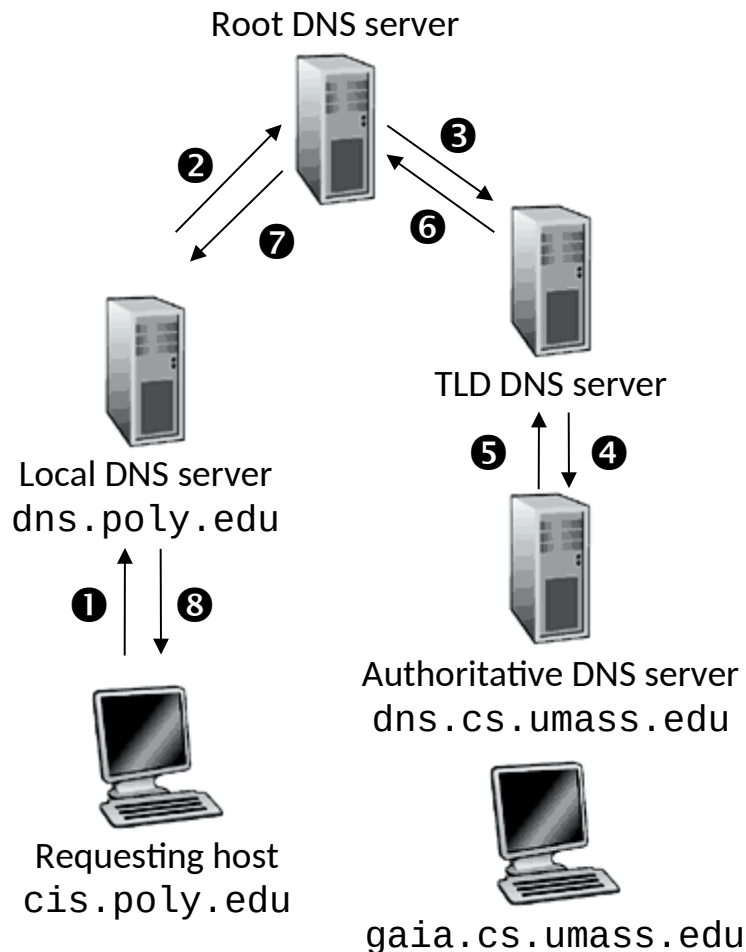 Root DNS server
❷
❸
❼
❻
TLD DNS server
❺
❹
Local DNS server
dns.poly.edu
❶
❽
Authoritative DNS server
dns.cs.umass.edu
Requesting host
cis.poly.edu
gaia.cs.umass.edu